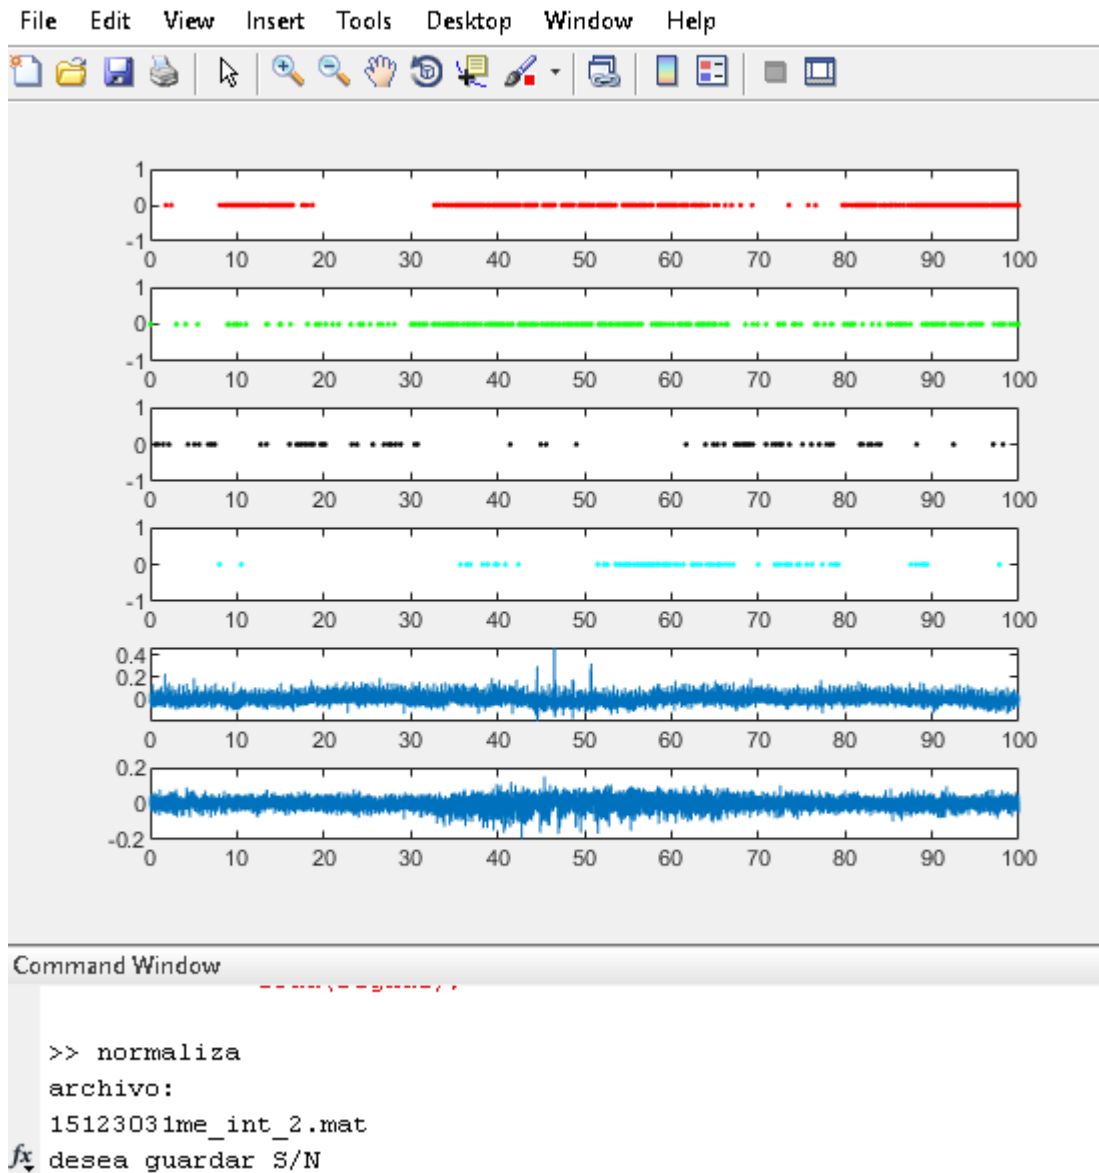 File Edit View Insert Tools Desktop Window Help
1
0
-1
0 10 20 30 40 50 60 70 80 90 100
1
0
-1
0 10 20 30 40 50 60 70 80 90 100
1
0
-1
0 10 20 30 40 50 60 70 80 90 100
1
0
-1
0 10 20 30 40 50 60 70 80 90 100
0.4
0.2
0
0 10 20 30 40 50 60 70 80 90 100
0.2
0
-0.2
0 10 20 30 40 50 60 70 80 90 100
Command Window
>> normaliza
archivo:
15123031me_int_2.mat
fx desea guardar S/N